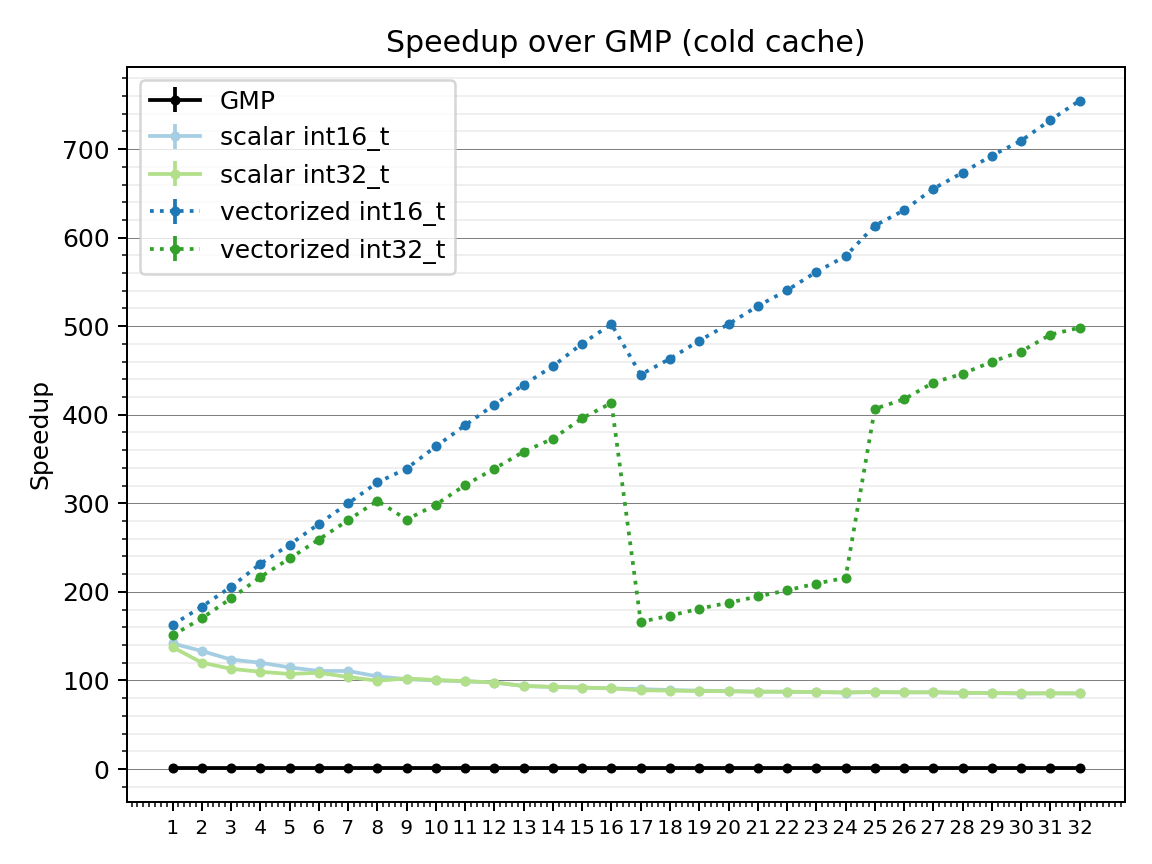 Speedup over GMP (cold cache)
GMP
scalar int16_t
scalar int32_t
vectorized int16_t
vectorized int32_t
Speedup
700
600
500
400
300
200
100
0
1 2 3 4 5 6 7 8 9 10 11 12 13 14 15 16 17 18 19 20 21 22 23 24 25 26 27 28 29 30 31 32